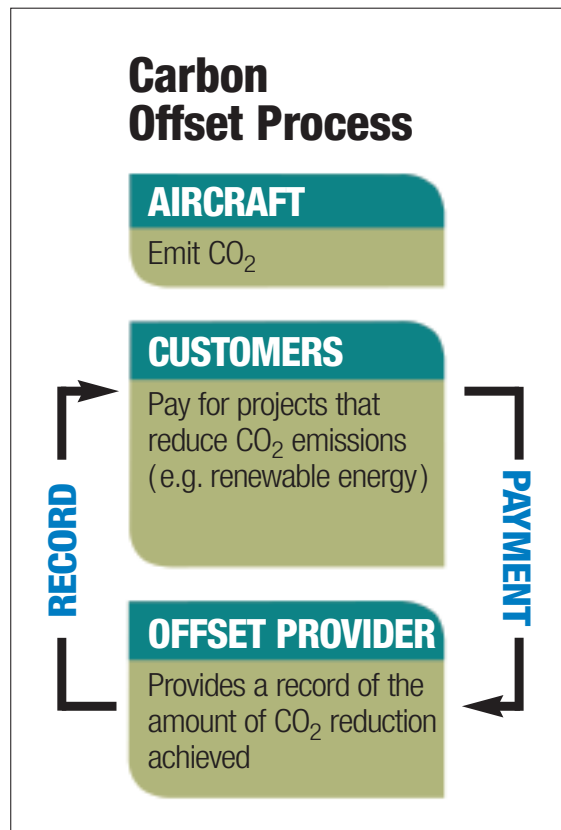 Carbon
Offset Process
AIRCRAFT
Emit CO₂
CUSTOMERS
Pay for projects that
reduce CO₂ emissions
(e.g. renewable energy)
RECORD
PAYMENT
OFFSET PROVIDER
Provides a record of the
amount of CO₂ reduction
achieved